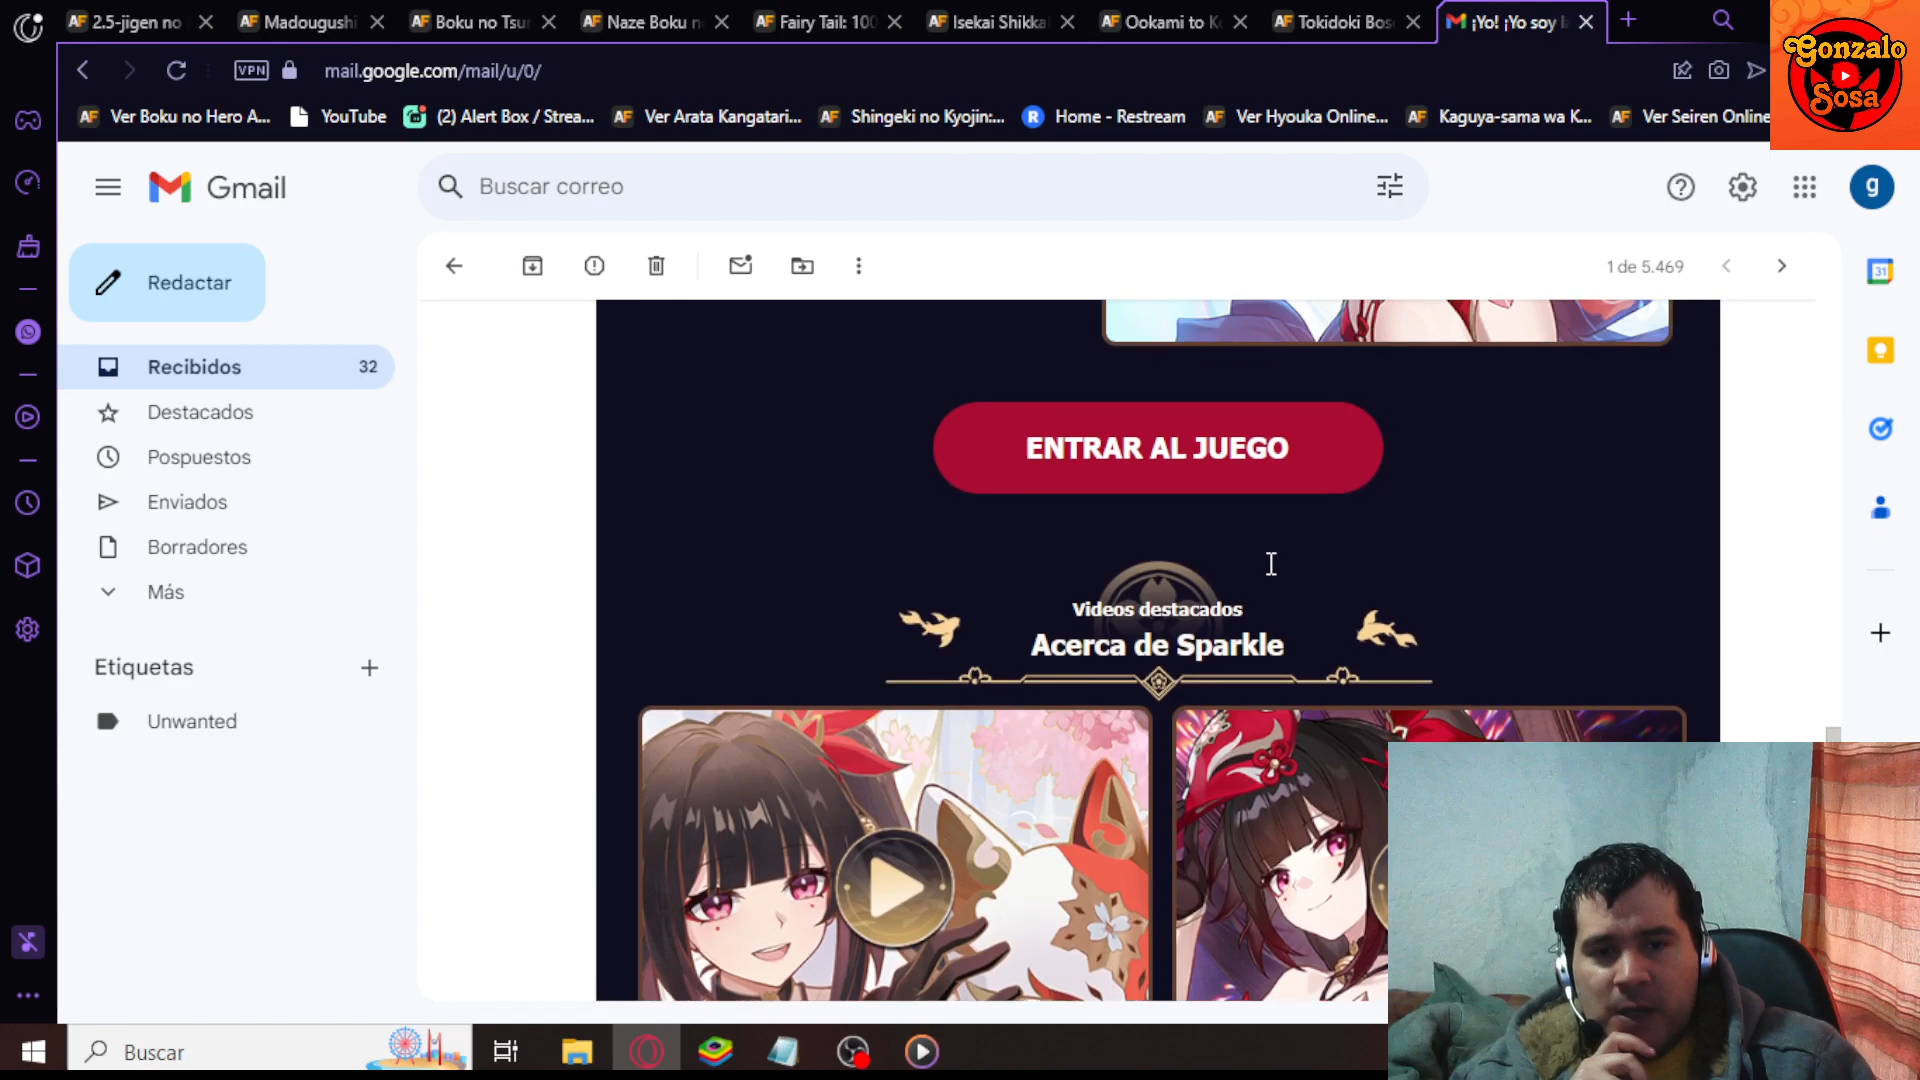 2.5-jigen no
Madougushi
Boku no Tsu
Naze Boku n
Fairy Tail: 100
Isekai Shikka
Ookami to K
Tokidoki Bos
¡Yo! ¡Yo soy l
VPN
mail.google.com/mail/u/0/
Gonzalo
Sosa
AF Ver Boku no Hero A...
YouTube
(2) Alert Box / Strea...
AF Ver Arata Kangatari...
AF Shingeki no Kyojin:...
R Home - Restream
AF Ver Hyouka Online...
AF Kaguya-sama wa K...
AF Ver Seiren Online
Gmail
Buscar correo
g
Redactar
1 de 5.469
31
Recibidos 32
Destacados
Pospuestos
Enviados
Borradores
Más
Etiquetas
Unwanted
ENTRAR AL JUEGO
Videos destacados
Acerca de Sparkle
Buscar